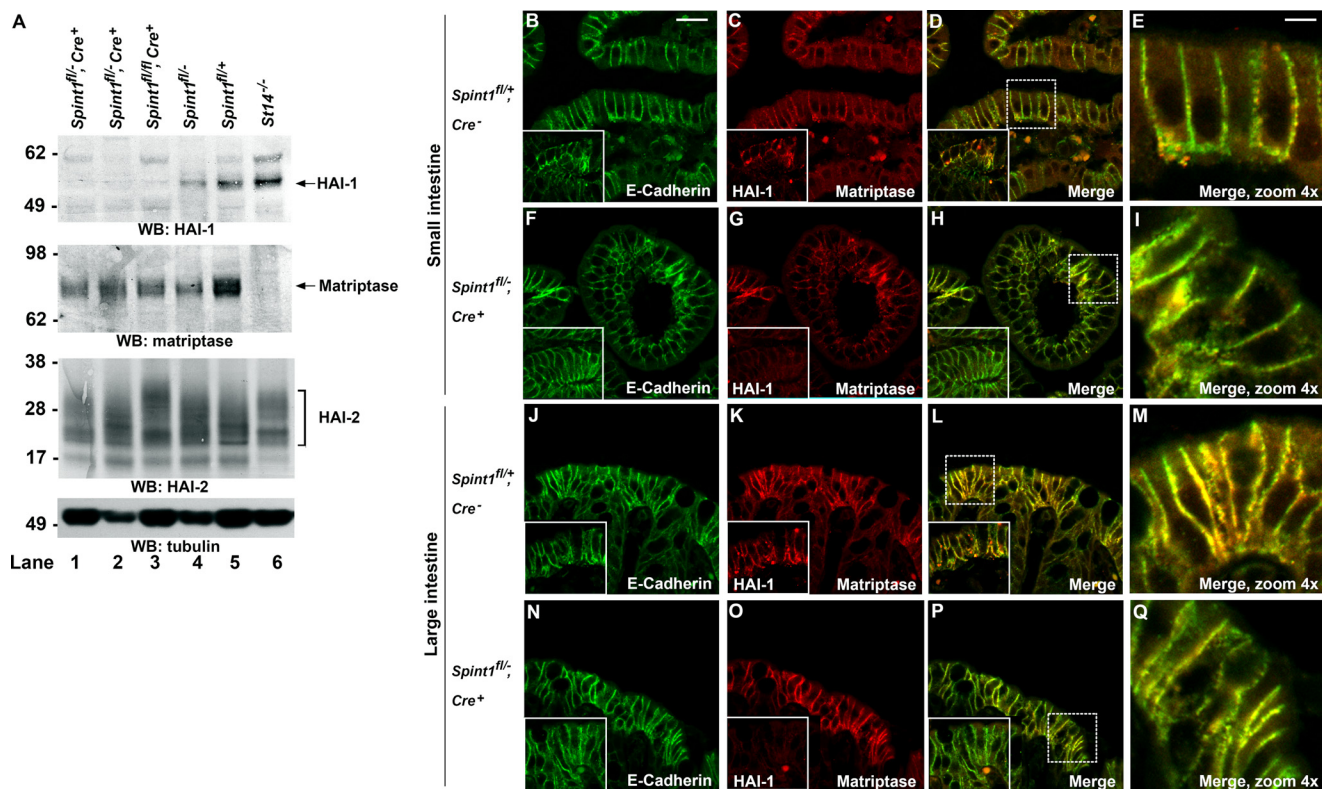 A
Spint1fl/-; Cre+
Spint1fl/-; Cre+
Spint1fl/fl; Cre+
Spint1fl/-
Spint1fl/+
St14-/-
62 -
49 -
HAI-1
WB: HAI-1
98 -
62 -
Matriptase
WB: matriptase
38 -
28 -
17 -
HAI-2
WB: HAI-2
49 -
WB: tubulin
Lane 1 2 3 4 5 6
Small intestine
Spint1fl/+,
Cre-
B
E-Cadherin
C
HAI-1 Matriptase
D
Merge
E
Merge, zoom 4x
Spint1fl/-,
Cre+
F
E-Cadherin
G
HAI-1 Matriptase
H
Merge
I
Merge, zoom 4x
Large intestine
Spint1fl/+,
Cre-
J
E-Cadherin
K
HAI-1 Matriptase
L
Merge
M
Merge, zoom 4x
Spint1fl/-,
Cre+
N
E-Cadherin
O
HAI-1 Matriptase
P
Merge
Q
Merge, zoom 4x